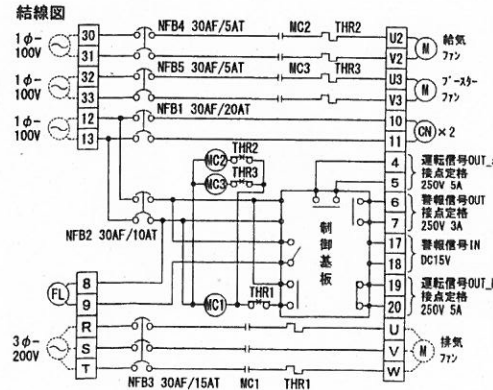 結線図
1φ-
100V
30
31
NFB4 30AF/5AT
MC2
THR2
U2
V2
M
給気
ファン
1φ-
100V
32
33
NFB5 30AF/5AT
MC3
THR3
U3
V3
M
ブースター
ファン
1φ-
100V
12
13
NFB1 30AF/20AT
10
11
CN ×2
MC2
THR2
MC3
THR3
4
5
運転信号OUT_
接点定格
250V 5A
6
7
警報信号OUT
接点定格
250V 3A
NFB2 30AF/10AT
制御基板
17
18
警報信号IN
DC15V
FL
8
9
MC1
THR1
19
20
運転信号OUT_
接点定格
250V 5A
3φ-
200V
R
S
T
NFB3 30AF/15AT
MC1
THR1
U
V
W
M
排気
ファン